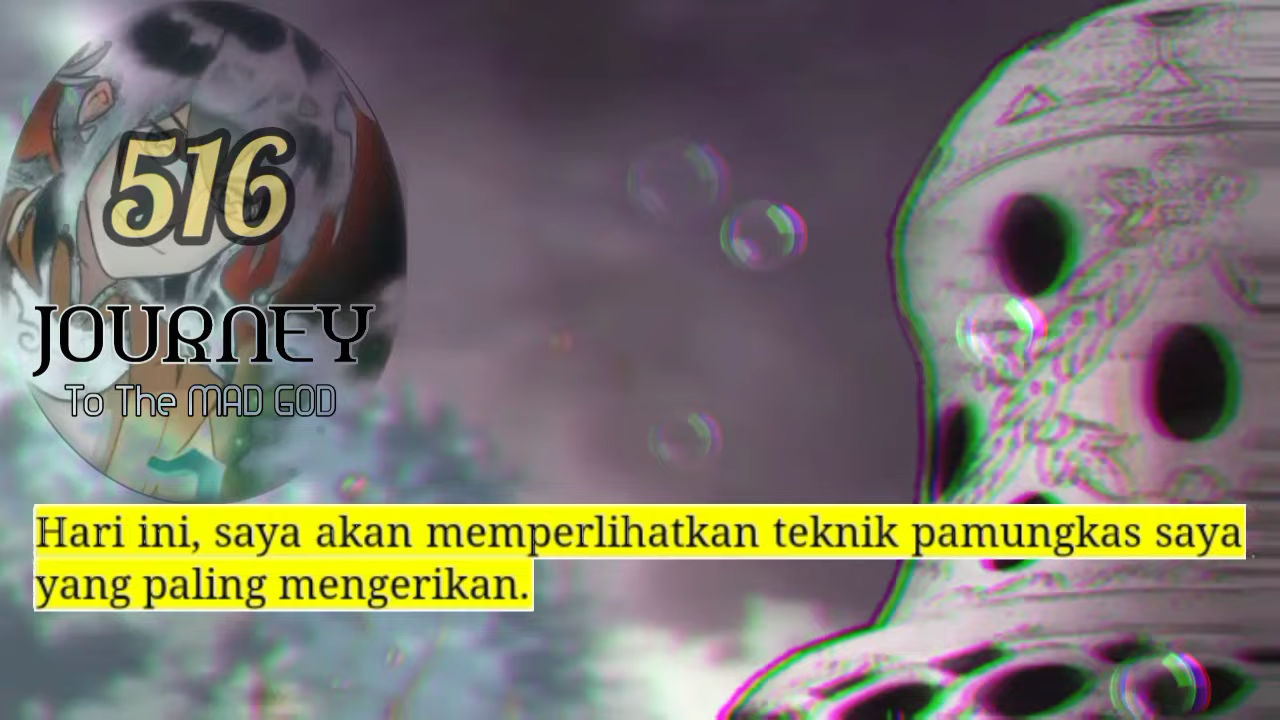 516
JOURNEY
To The MAD GOD
Hari ini, saya akan memperlihatkan teknik pamungkas saya
yang paling mengerikan.